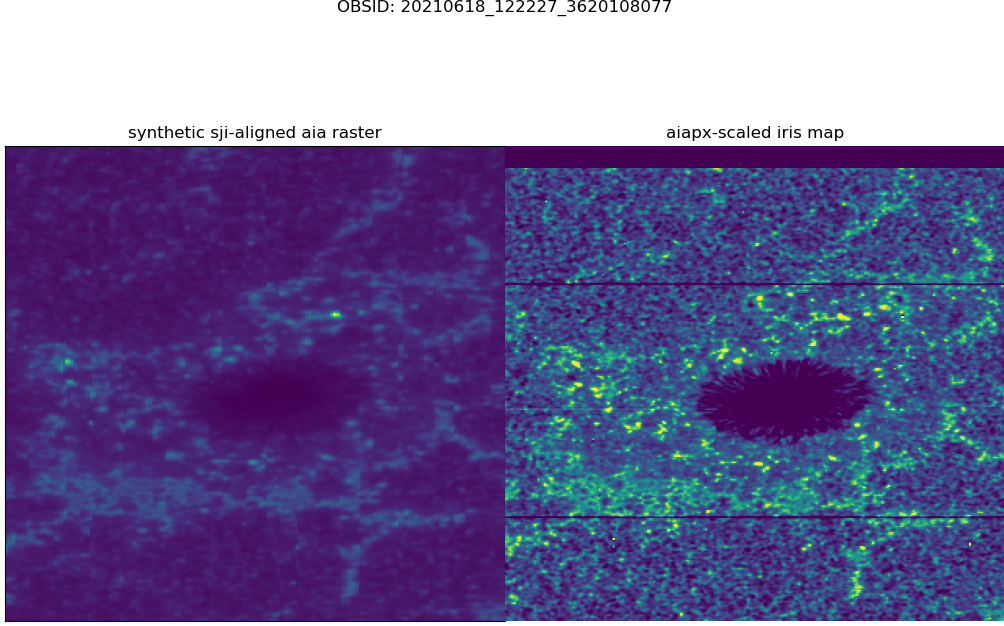 OBSID: 20210618_122227_3620108077
synthetic sji-aligned aia raster
aiapx-scaled iris map